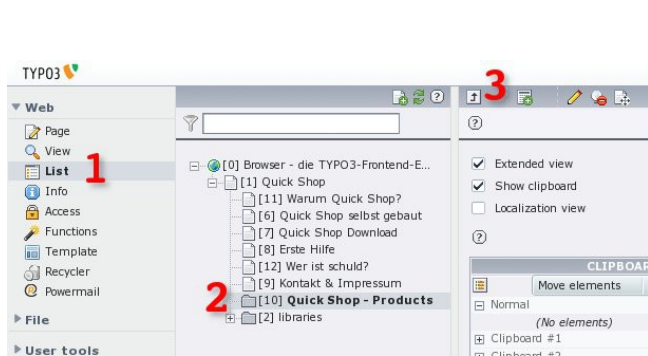 TYPO3
Web
Page
View
List
Info
Access
Functions
Template
Recycler
Powermail
File
User tools
1
[0] Browser - die TYPO3-Frontend-E...
[1] Quick Shop
[11] Warum Quick Shop?
[6] Quick Shop selbst gebaut
[7] Quick Shop Download
[8] Erste Hilfe
[12] Wer ist schuld?
[9] Kontakt & Impressum
2
[10] Quick Shop - Products
[2] libraries
3
Extended view
Show clipboard
Localization view
CLIPBOAR
Move elements
Normal
(No elements)
Clipboard #1
Clipboard #2